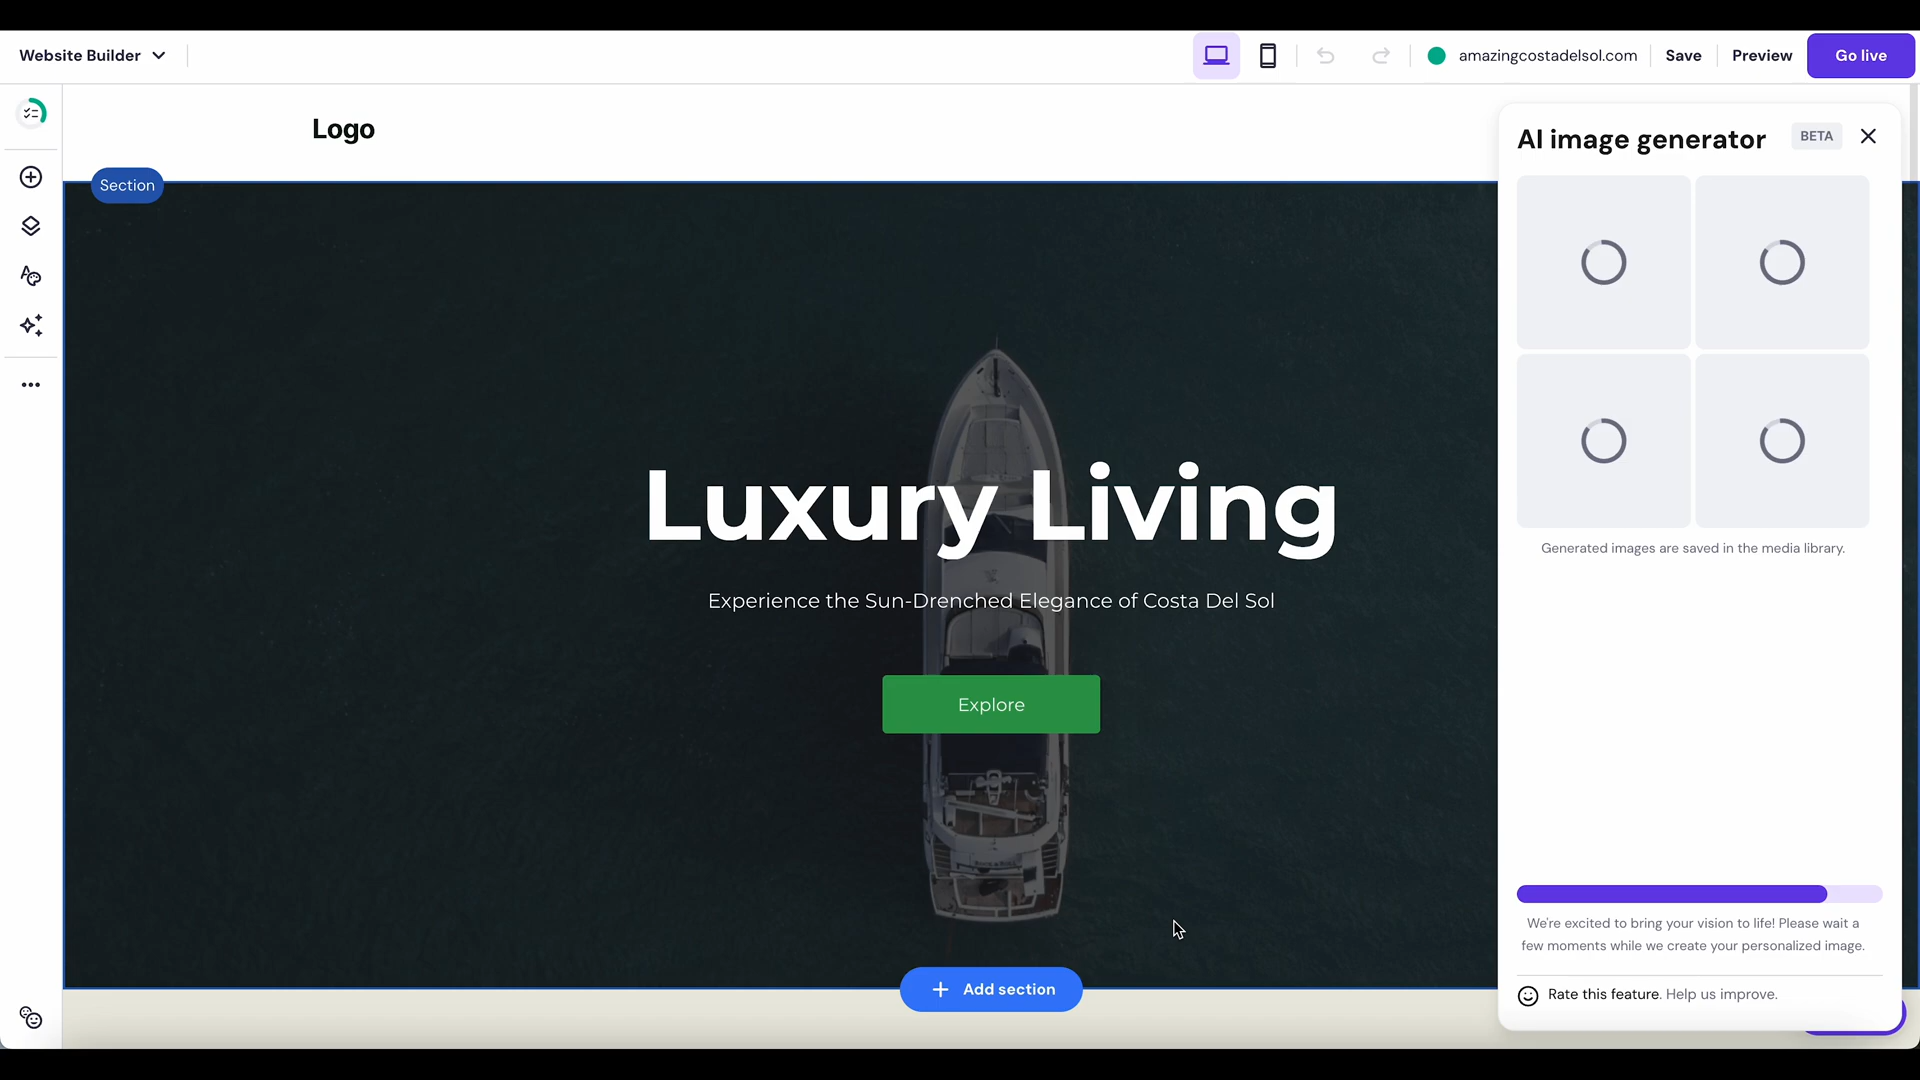 Website Builder
amazingcostadelsol.com
Save
Preview
Go live
Logo
Section
Luxury Living
Experience the Sun-Drenched Elegance of Costa Del Sol
Explore
Add section
AI image generator
BETA
Generated images are saved in the media library.
We're excited to bring your vision to life! Please wait a
few moments while we create your personalized image.
Rate this feature. Help us improve.